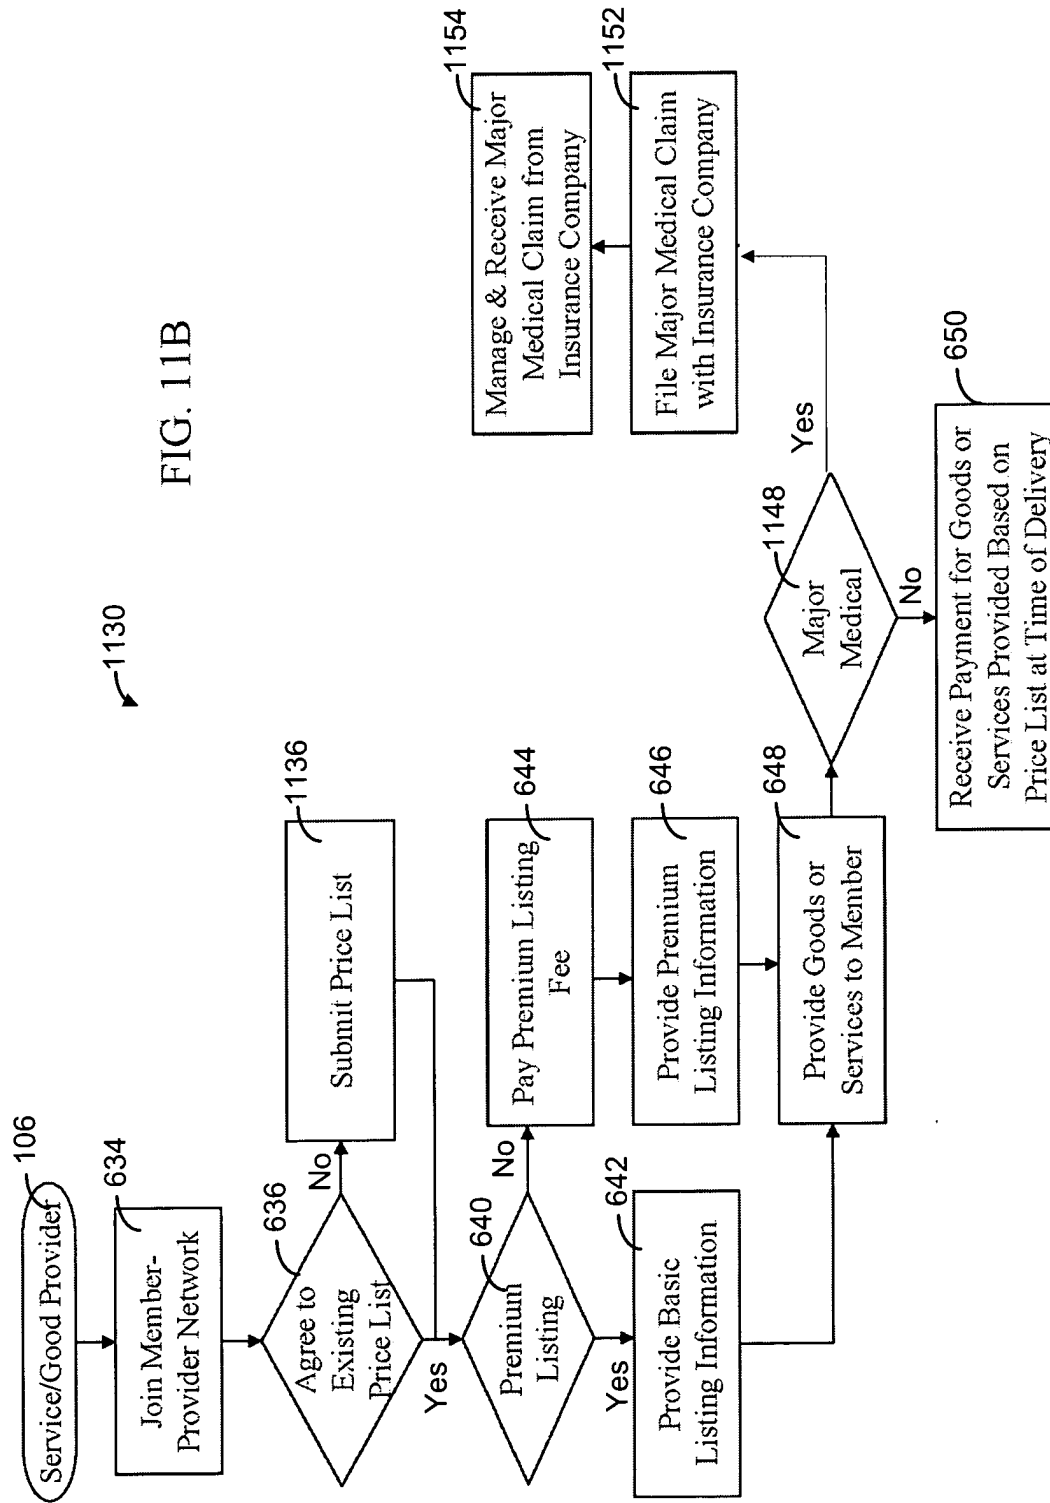 FIG. 11B
1130
106
Service/Good Provider
634
Join Member-
Provider Network
636
Agree to
Existing
Price List
No
1136
Submit Price List
Yes
640
Premium
Listing
No
644
Pay Premium Listing
Fee
646
Provide Premium
Listing Information
Yes
642
Provide Basic
Listing Information
648
Provide Goods or
Services to Member
1148
Major
Medical
Yes
1152
File Major Medical Claim
with Insurance Company
1154
Manage & Receive Major
Medical Claim from
Insurance Company
No
650
Receive Payment for Goods or
Services Provided Based on
Price List at Time of Delivery